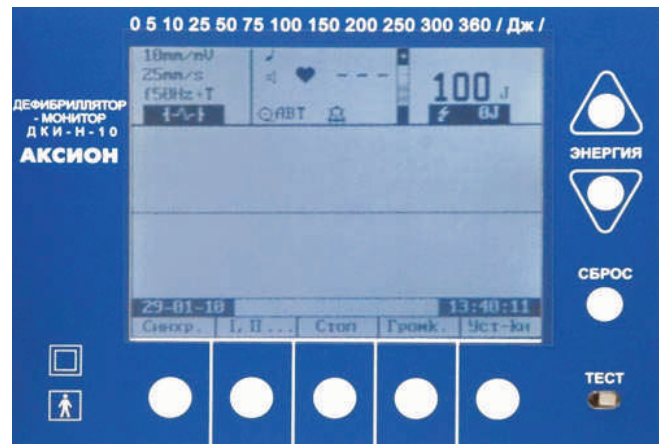 0 5 10 25 50 75 100 150 200 250 300 360 / Дж /
10mm/mV
25mm/s
f50Hz+T
- - -
100 J
ABT
0J
ДЕФИБРИЛЛЯТОР
- МОНИТОР
ДКИ-Н-10
АКСИОН
ЭНЕРГИЯ
СБРОС
29-01-10
13:40:11
Синхр.
I, II ...
Стоп
Громк.
Уст-ки
ТЕСТ